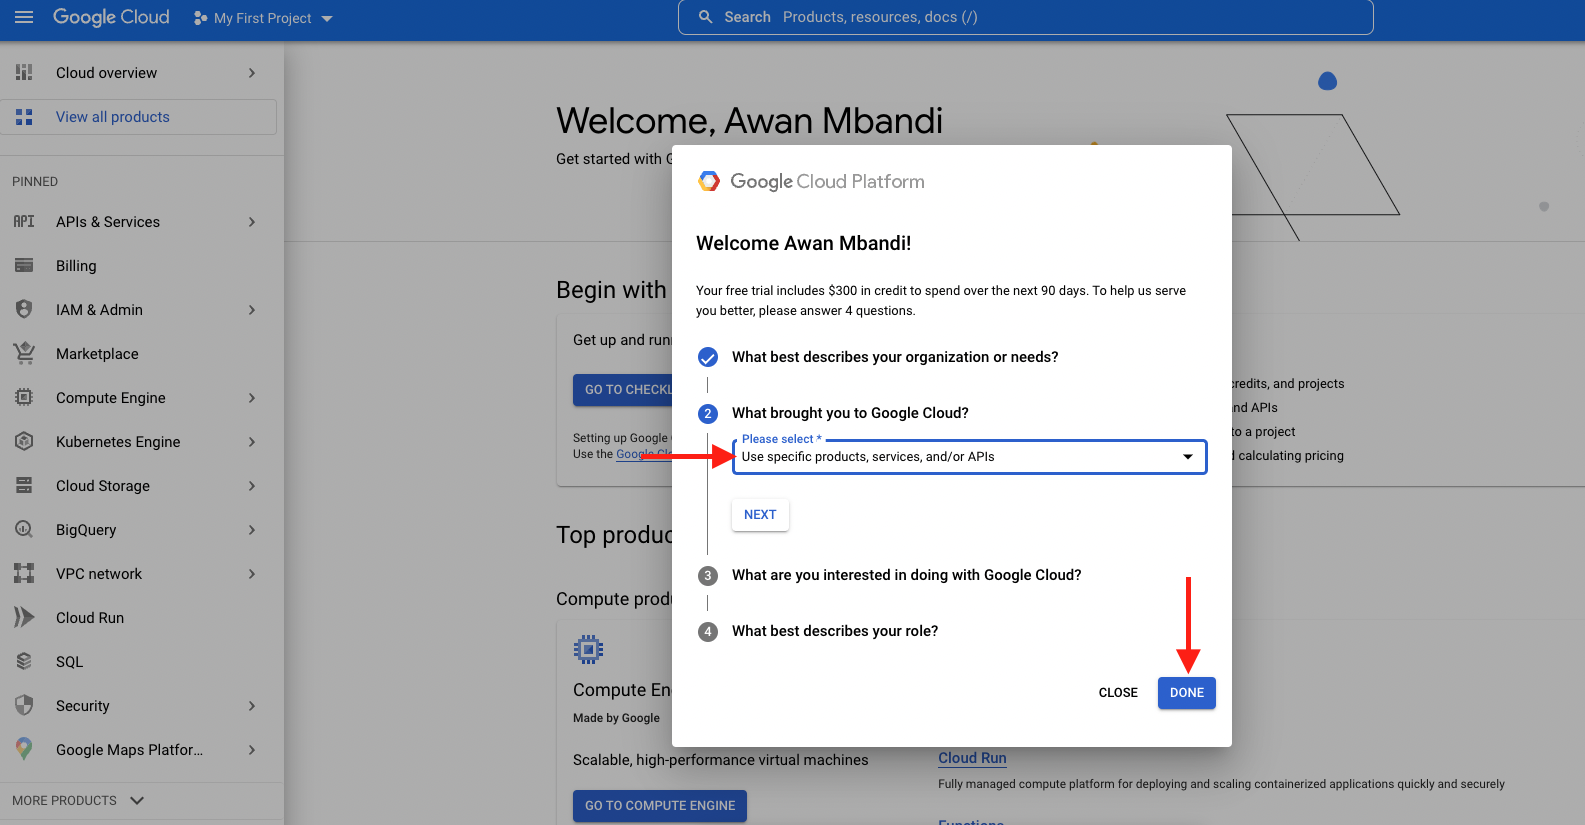 Google Cloud
My First Project
Search Products, resources, docs (/)
Cloud overview
View all products
PINNED
API APIs & Services
Billing
IAM & Admin
Marketplace
Compute Engine
Kubernetes Engine
Cloud Storage
BigQuery
VPC network
Cloud Run
SQL
Security
Google Maps Platfor...
MORE PRODUCTS
Welcome, Awan Mbandi
Get started with G
Begin with
Get up and run
GO TO CHECKL
Setting up Google
Use the Google Clo
redits, and projects
nd APIs
to a project
d calculating pricing
Top produc
Compute produ
Compute En
Made by Google
Scalable, high-performance virtual machines
GO TO COMPUTE ENGINE
Cloud Run
Fully managed compute platform for deploying and scaling containerized applications quickly and securely
Functions
Google Cloud Platform
Welcome Awan Mbandi!
Your free trial includes $300 in credit to spend over the next 90 days. To help us serve
you better, please answer 4 questions.
What best describes your organization or needs?
2 What brought you to Google Cloud?
Please select *
Use specific products, services, and/or APIs
NEXT
3 What are you interested in doing with Google Cloud?
4 What best describes your role?
CLOSE
DONE